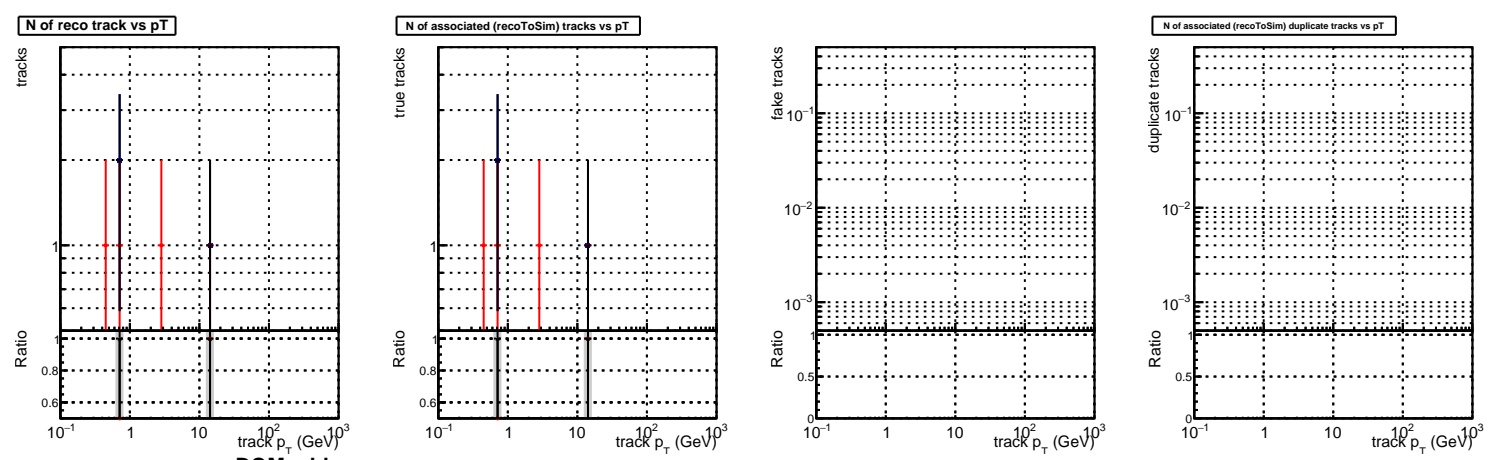 N of reco track vs pT
tracks
1
Ratio
1
0.8
0.6
10⁻¹ 1 10 10² 10³
track p_T (GeV)
N of associated (recoToSim) tracks vs pT
true tracks
1
Ratio
1
0.8
0.6
10⁻¹ 1 10 10² 10³
track p_T (GeV)
fake tracks
10⁻¹
10⁻²
10⁻³
Ratio
1
0.5
0
10⁻¹ 1 10 10² 10³
track p_T (GeV)
N of associated (recoToSim) duplicate tracks vs pT
duplicate tracks
10⁻¹
10⁻²
10⁻³
Ratio
1
0.5
0
10⁻¹ 1 10 10² 10³
track p_T (GeV)